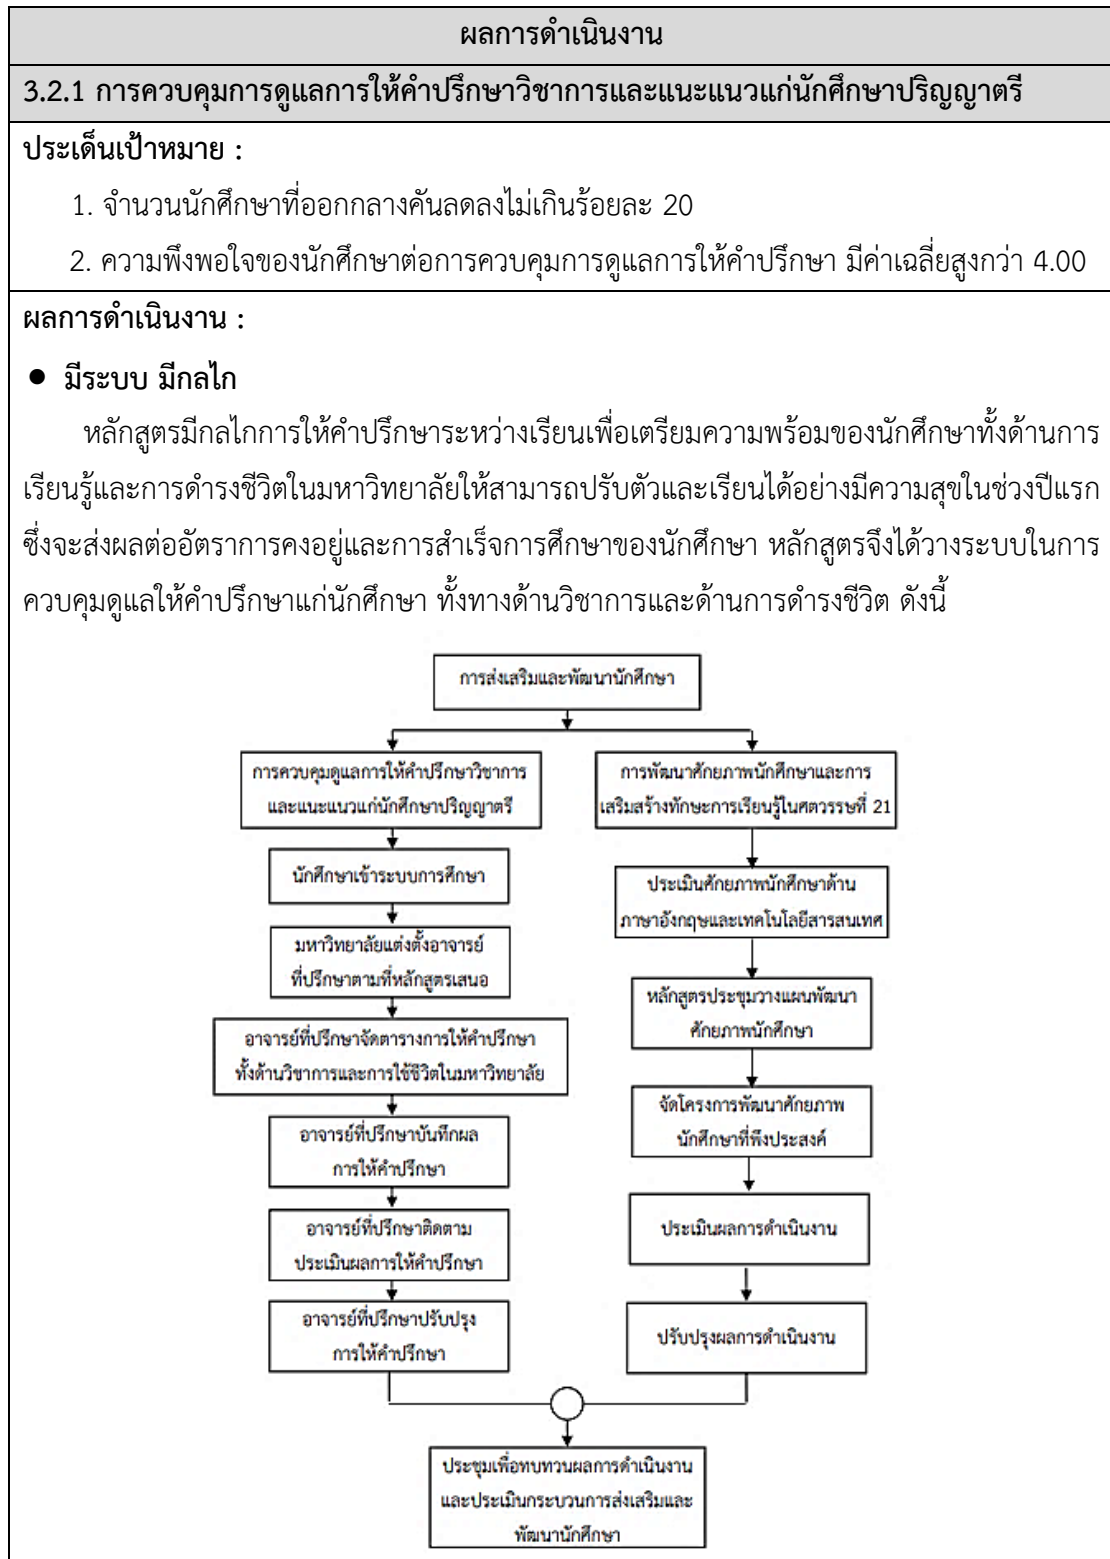 ผลการดำเนินงาน
3.2.1 การควบคุมการดูแลการให้คำปรึกษาวิชาการและแนะแนวแก่นักศึกษาปริญญาตรี
ประเด็นเป้าหมาย :
1. จำนวนนักศึกษาที่ออกกลางคันลดลงไม่เกินร้อยละ 20
2. ความพึงพอใจของนักศึกษาต่อการควบคุมการดูแลการให้คำปรึกษา มีค่าเฉลี่ยสูงกว่า 4.00
ผลการดำเนินงาน :
● มีระบบ มีกลไก
หลักสูตรมีกลไกการให้คำปรึกษาระหว่างเรียนเพื่อเตรียมความพร้อมของนักศึกษาทั้งด้านการ
เรียนรู้และการดำรงชีวิตในมหาวิทยาลัยให้สามารถปรับตัวและเรียนได้อย่างมีความสุขในช่วงปีแรก
ซึ่งจะส่งผลต่ออัตราการคงอยู่และการสำเร็จการศึกษาของนักศึกษา หลักสูตรจึงได้วางระบบในการ
ควบคุมดูแลให้คำปรึกษาแก่นักศึกษา ทั้งทางด้านวิชาการและด้านการดำรงชีวิต ดังนี้
การส่งเสริมและพัฒนานักศึกษา
การควบคุมดูแลการให้คำปรึกษาวิชาการ
และแนะแนวแก่นักศึกษาปริญญาตรี
นักศึกษาเข้าระบบการศึกษา
มหาวิทยาลัยแต่งตั้งอาจารย์
ที่ปรึกษาตามที่หลักสูตรเสนอ
อาจารย์ที่ปรึกษาจัดตารางการให้คำปรึกษา
ทั้งด้านวิชาการและการใช้ชีวิตในมหาวิทยาลัย
อาจารย์ที่ปรึกษาบันทึกผล
การให้คำปรึกษา
อาจารย์ที่ปรึกษาติดตาม
ประเมินผลการให้คำปรึกษา
อาจารย์ที่ปรึกษาปรับปรุง
การให้คำปรึกษา
การพัฒนาศักยภาพนักศึกษาและการ
เสริมสร้างทักษะการเรียนรู้ในศตวรรษที่ 21
ประเมินศักยภาพนักศึกษาด้าน
ภาษาอังกฤษและเทคโนโลยีสารสนเทศ
หลักสูตรประชุมวางแผนพัฒนา
ศักยภาพนักศึกษา
จัดโครงการพัฒนาศักยภาพ
นักศึกษาที่พึงประสงค์
ประเมินผลการดำเนินงาน
ปรับปรุงผลการดำเนินงาน
ประชุมเพื่อทบทวนผลการดำเนินงาน
และประเมินกระบวนการส่งเสริมและ
พัฒนานักศึกษา